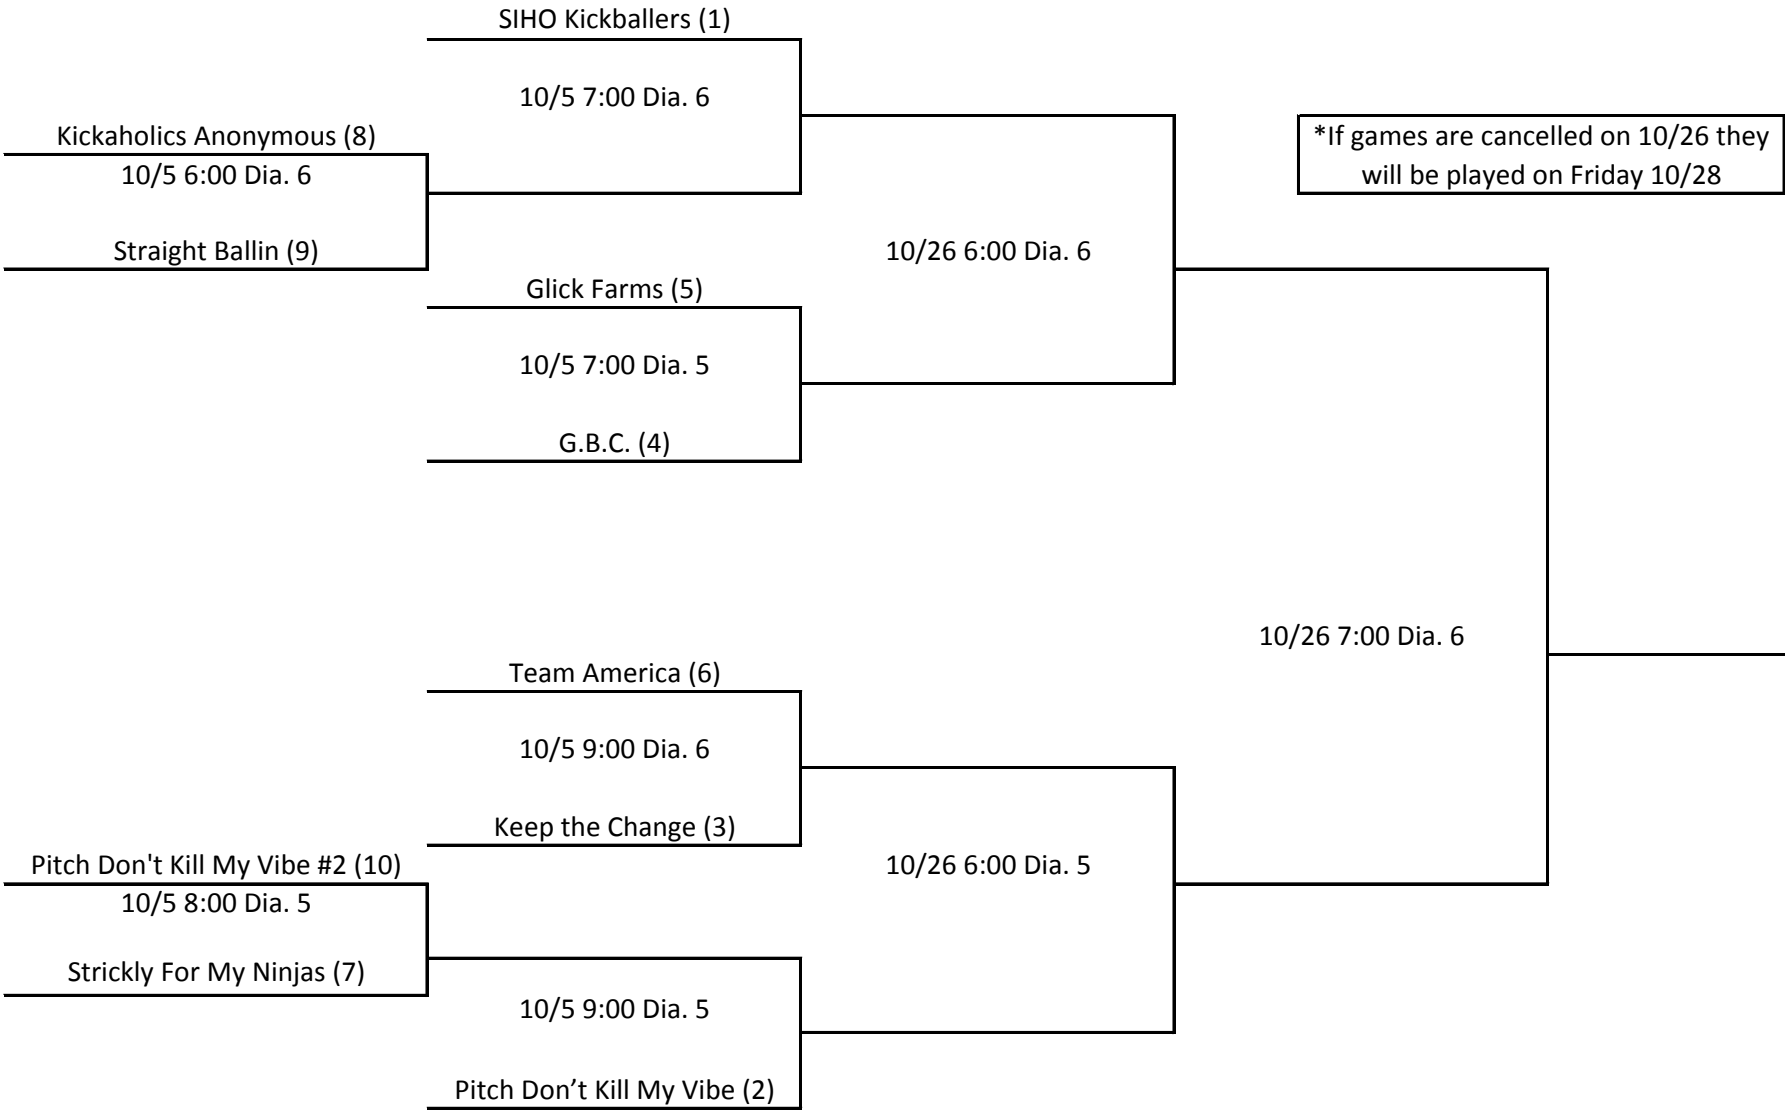 SIHO Kickballers (1)
10/5 7:00 Dia. 6
Kickaholics Anonymous (8)
*If games are cancelled on 10/26 they
10/5 6:00 Dia. 6
will be played on Friday 10/28
Straight Ballin (9)
10/26 6:00 Dia. 6
Glick Farms (5)
10/5 7:00 Dia. 5
G.B.C. (4)
10/26 7:00 Dia. 6
Team America (6)
10/5 9:00 Dia. 6
Keep the Change (3)
Pitch Don't Kill My Vibe #2 (10)
10/26 6:00 Dia. 5
10/5 8:00 Dia. 5
Strickly For My Ninjas (7)
10/5 9:00 Dia. 5
Pitch Don’t Kill My Vibe (2)